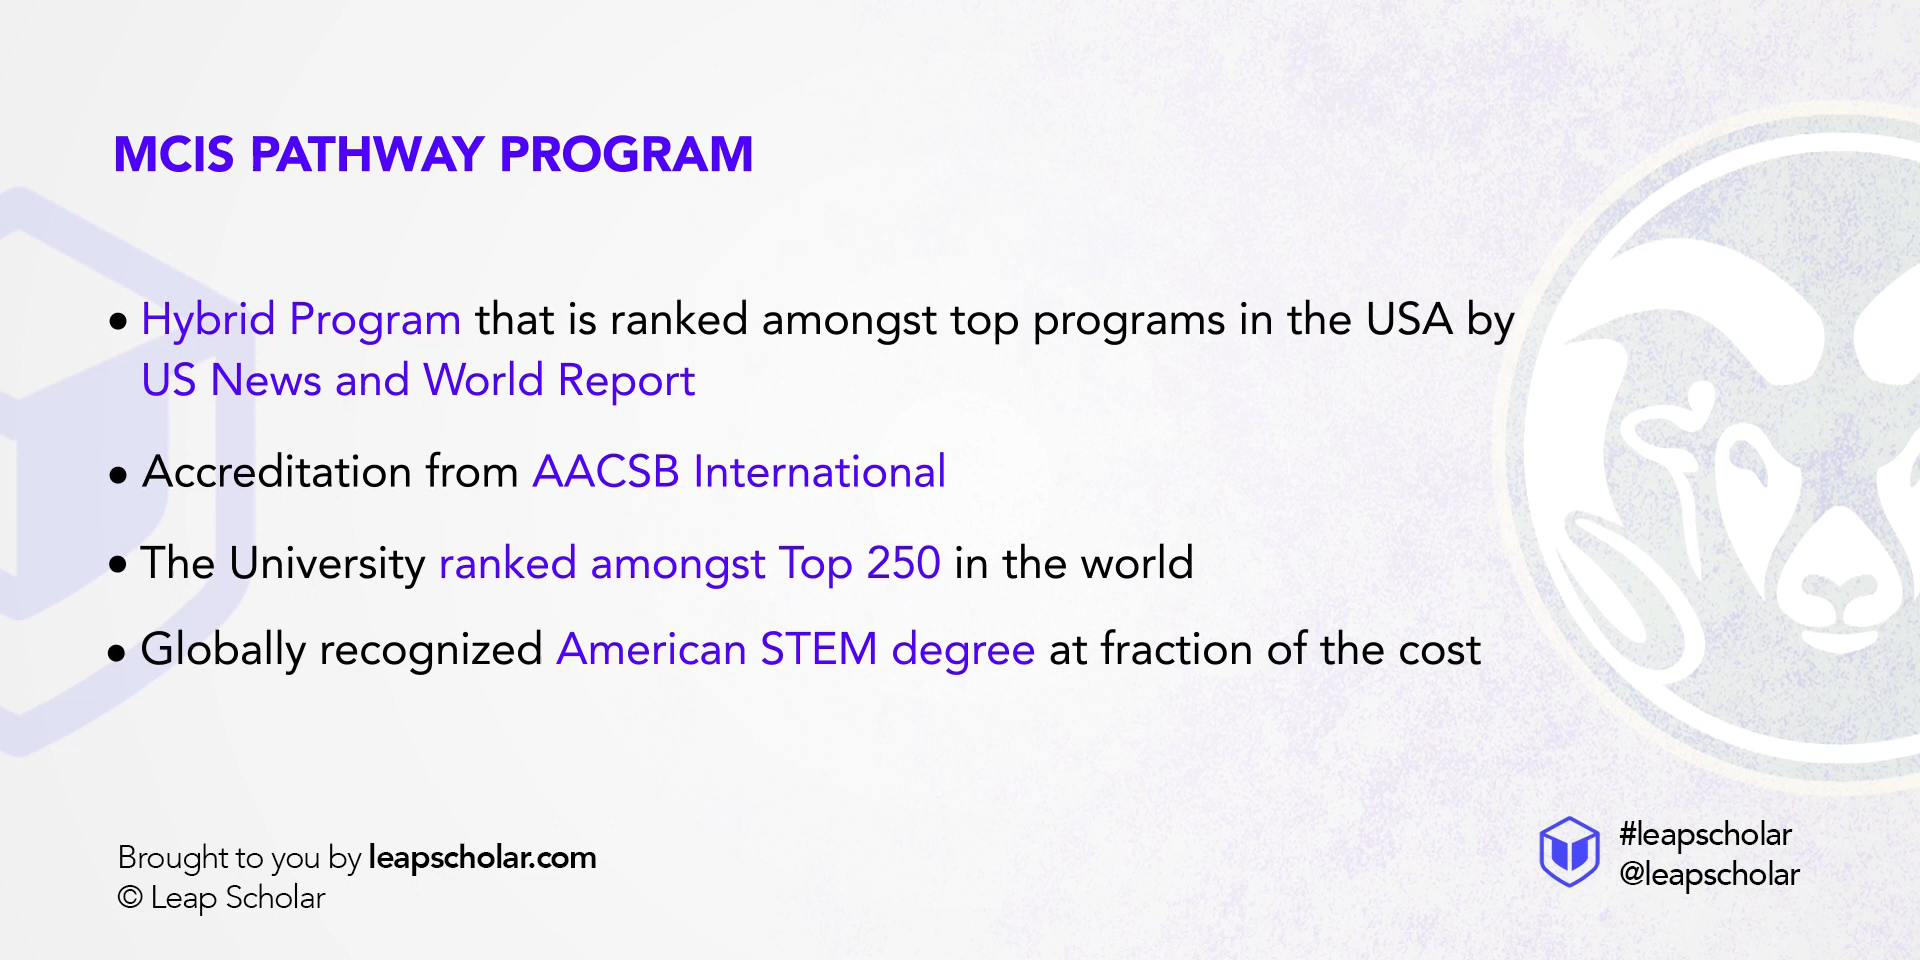 MCIS PATHWAY PROGRAM
• Hybrid Program that is ranked amongst top programs in the USA by
US News and World Report
• Accreditation from AACSB International
• The University ranked amongst Top 250 in the world
• Globally recognized American STEM degree at fraction of the cost
Brought to you by leapscholar.com
© Leap Scholar
#leapscholar
@leapscholar